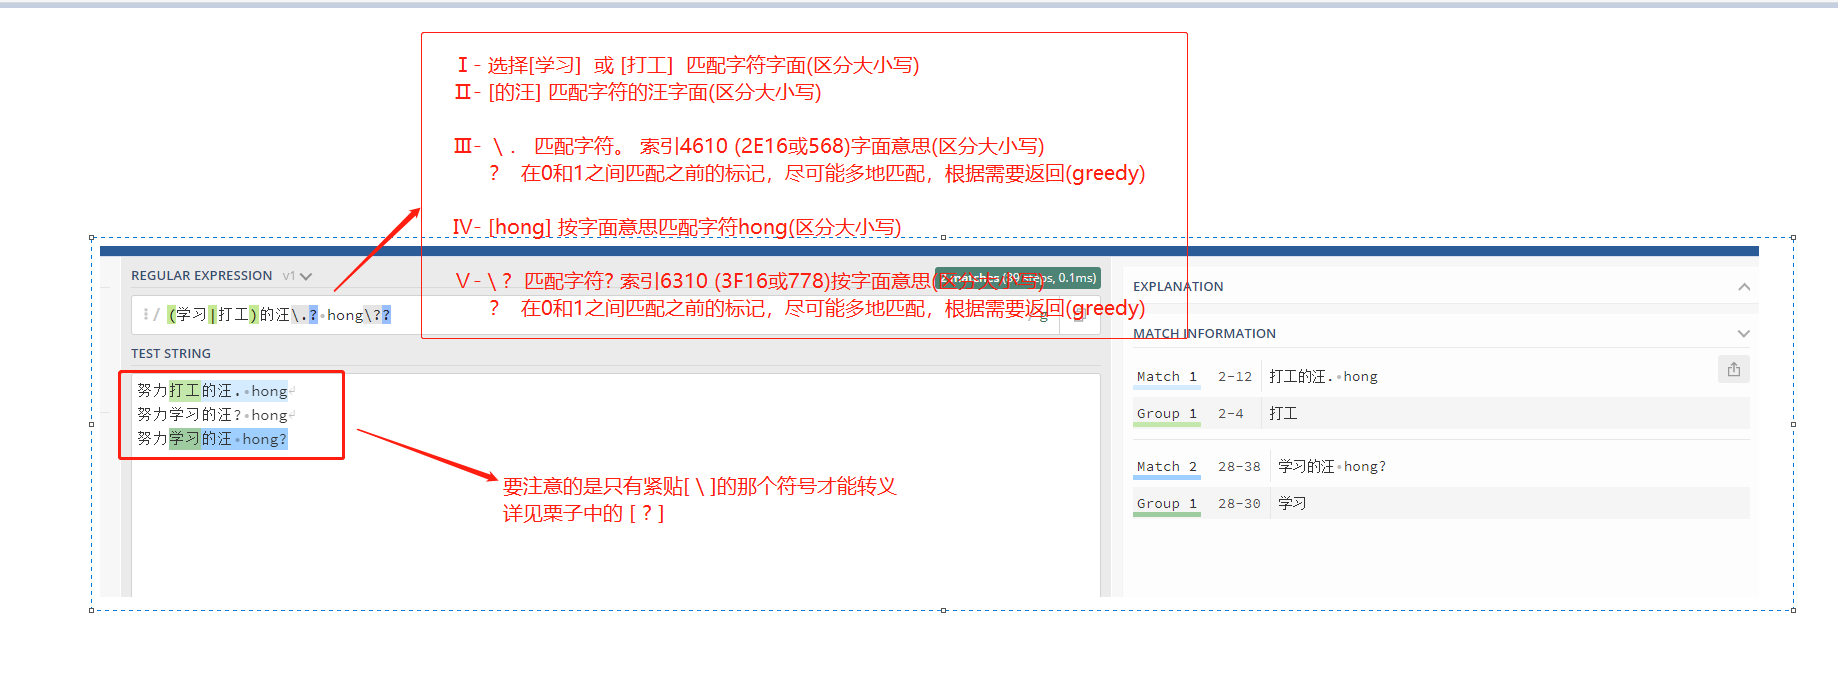 Ⅰ- 选择[学习] 或 [打工] 匹配字符字面(区分大小写)
Ⅱ- [的汪] 匹配字符的汪字面(区分大小写)
Ⅲ- \ . 匹配字符。 索引4610 (2E16或568)字面意思(区分大小写)
? 在0和1之间匹配之前的标记，尽可能多地匹配，根据需要返回(greedy)
Ⅳ- [hong] 按字面意思匹配字符hong(区分大小写)
Ⅴ- \ ? 匹配字符? 索引6310 (3F16或778)按字面意思(区分大小写)
? 在0和1之间匹配之前的标记，尽可能多地匹配，根据需要返回(greedy)
REGULAR EXPRESSION v1
2 matches (39 steps, 0.1ms)
/ (学习|打工)的汪\.? hong\??
/ g
TEST STRING
努力打工的汪. hong
努力学习的汪? hong
努力学习的汪 hong?
要注意的是只有紧贴[ \ ]的那个符号才能转义
详见栗子中的 [ ? ]
EXPLANATION
MATCH INFORMATION
Match 1 2-12 打工的汪. hong
Group 1 2-4 打工
Match 2 28-38 学习的汪 hong?
Group 1 28-30 学习